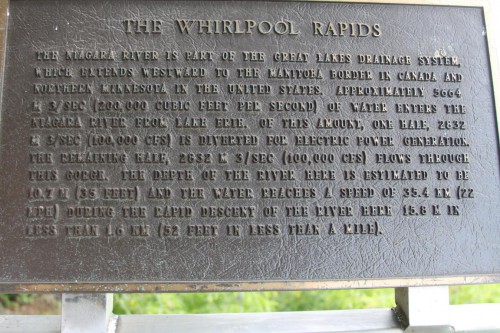 THE WHIRLPOOL RAPIDS
THE NIAGARA RIVER IS PART OF THE GREAT LAKES DRAINAGE SYSTEM,
WHICH EXTENDS WESTWARD TO THE MANITOBA BORDER IN CANADA AND
NORTHERN MINNESOTA IN THE UNITED STATES. APPROXIMATELY 5664
M 3/SEC (200,000 CUBIC FEET PER SECOND) OF WATER ENTERS THE
NIAGARA RIVER FROM LAKE ERIE. OF THIS AMOUNT, ONE HALF, 2832
M 3/SEC (100,000 CFS) IS DIVERTED FOR ELECTRIC POWER GENERATION.
THE REMAINING HALF, 2832 M 3/SEC (100,000 CFS) FLOWS THROUGH
THIS GORGE. THE DEPTH OF THE RIVER HERE IS ESTIMATED TO BE
10.7 M (35 FEET) AND THE WATER REACHES A SPEED OF 35.4 KM (22
MPH) DURING THE RAPID DESCENT OF THE RIVER HERE 15.8 M IN
LESS THAN 1.6 KM (52 FEET IN LESS THAN A MILE).